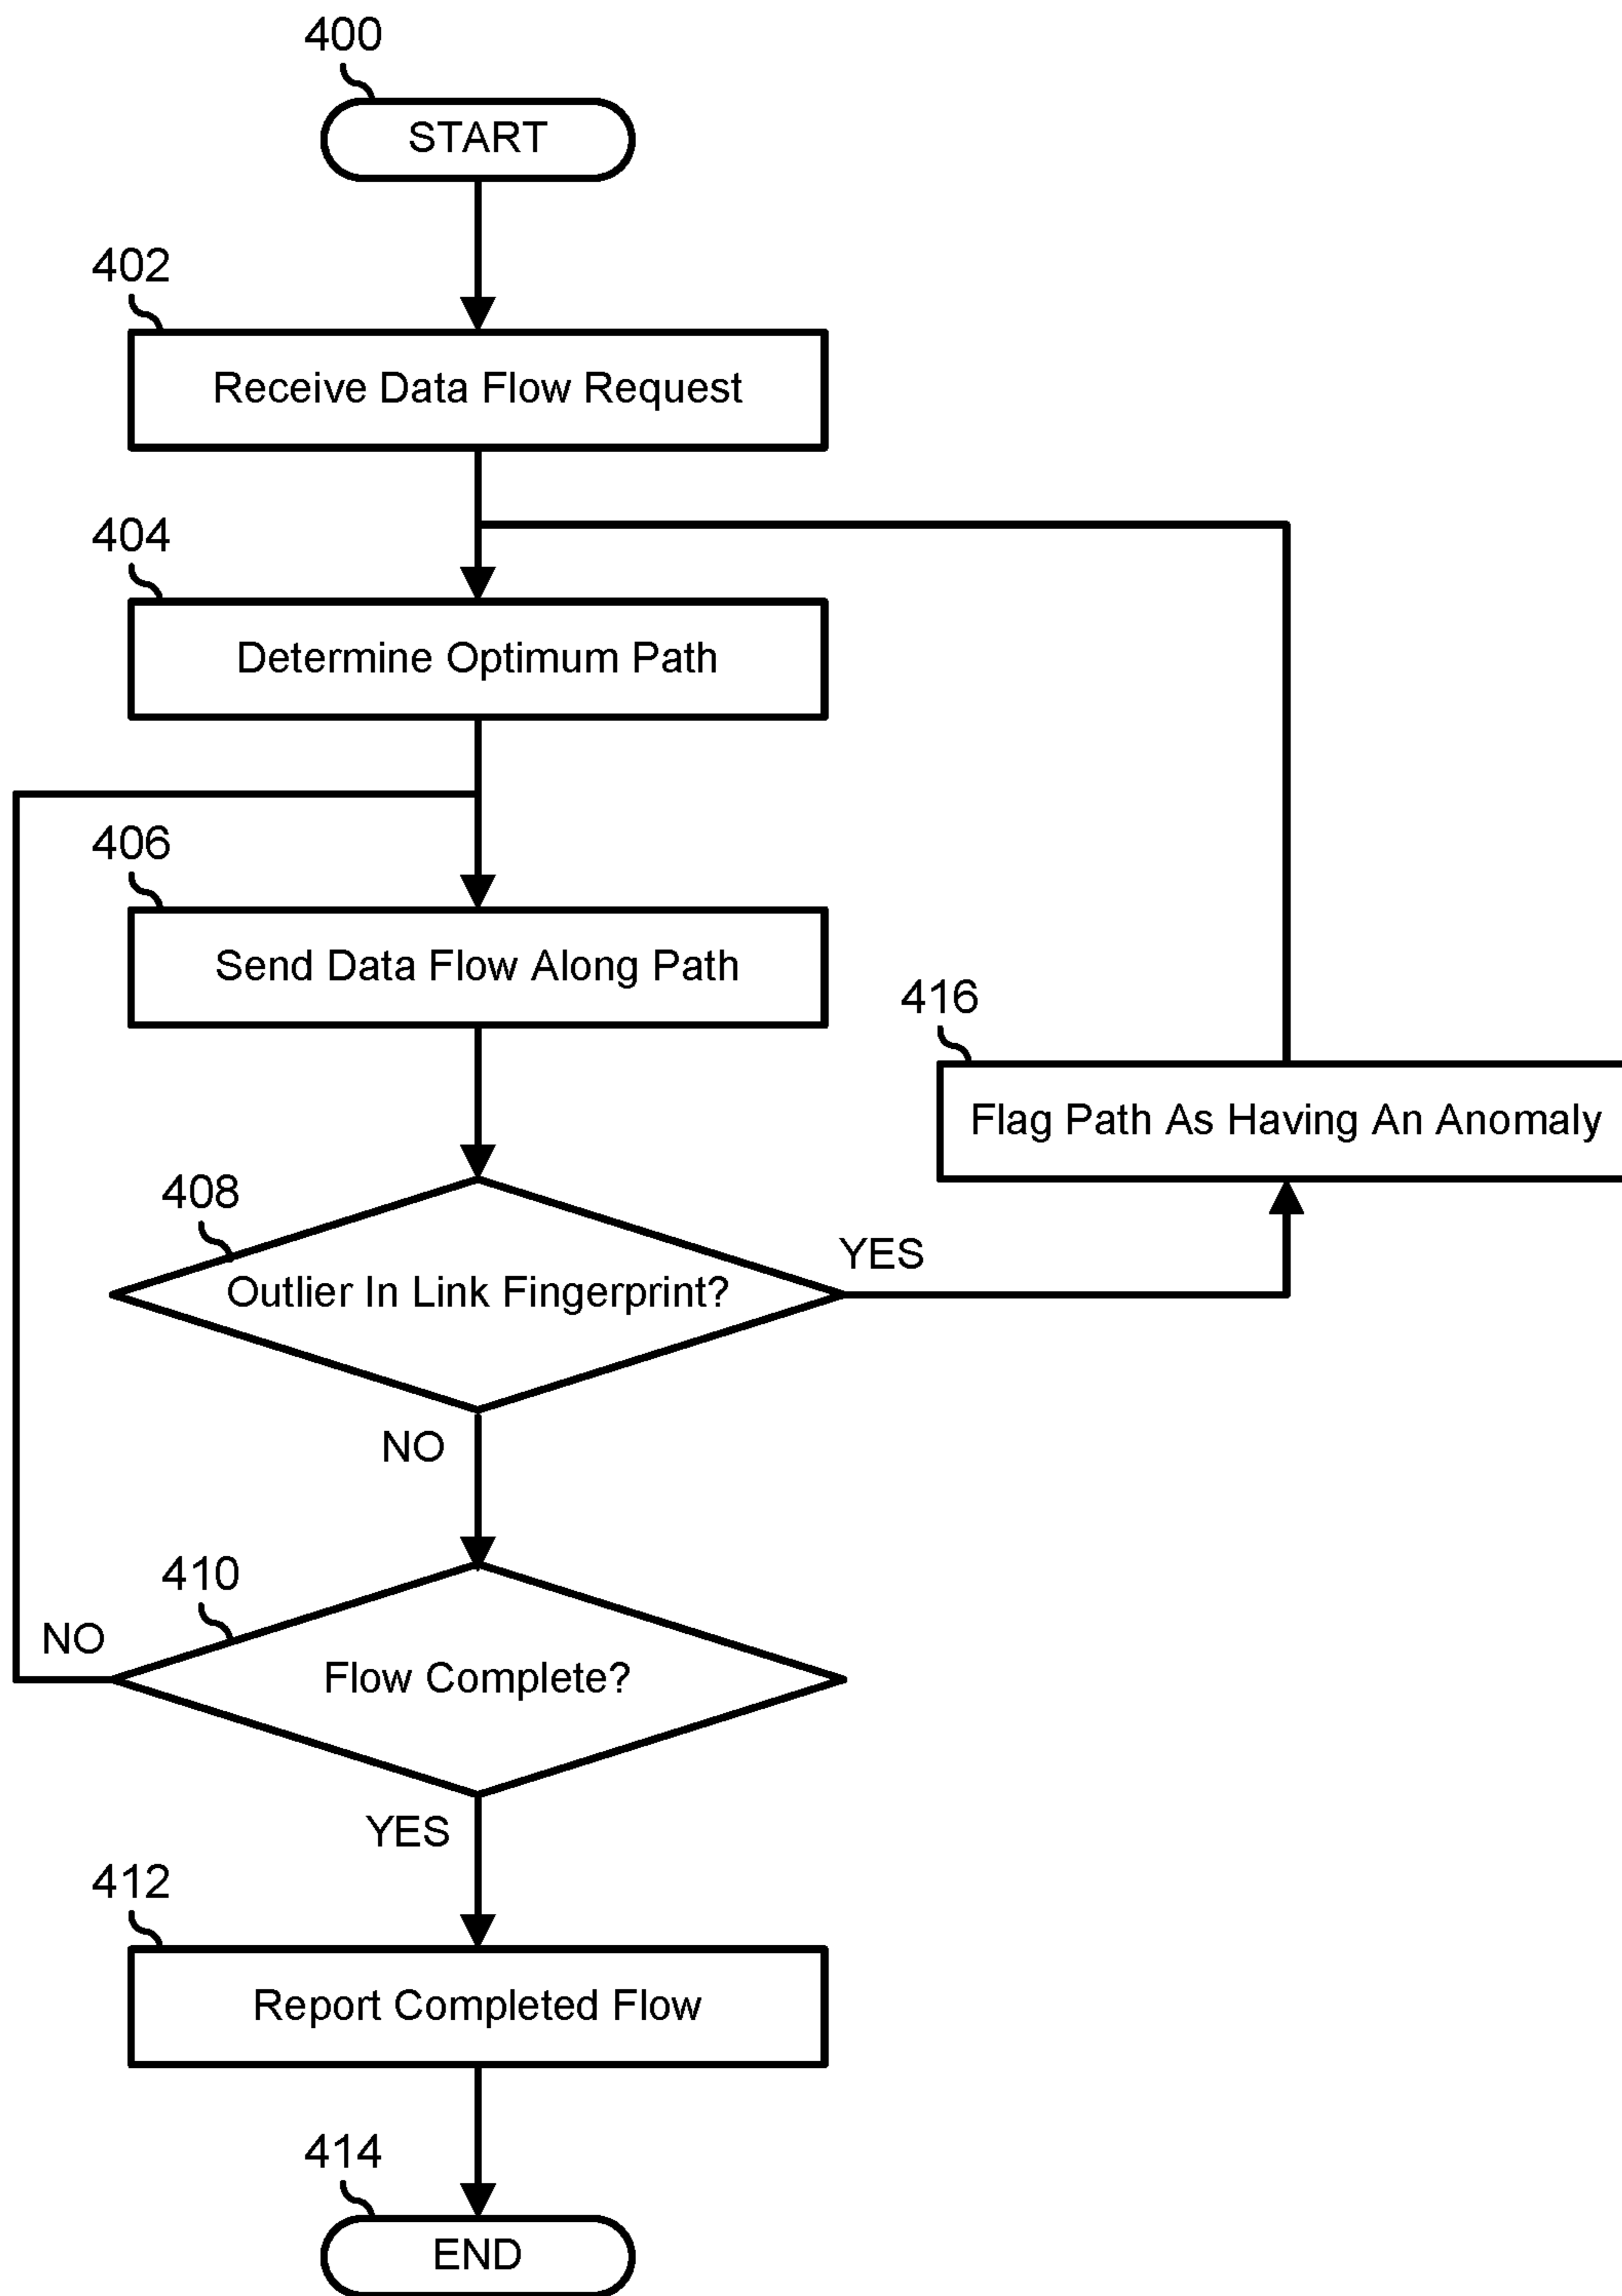 400
START
402
Receive Data Flow Request
404
Determine Optimum Path
406
Send Data Flow Along Path
416
Flag Path As Having An Anomaly
408
Outlier In Link Fingerprint?
YES
NO
410
NO
Flow Complete?
YES
412
Report Completed Flow
414
END